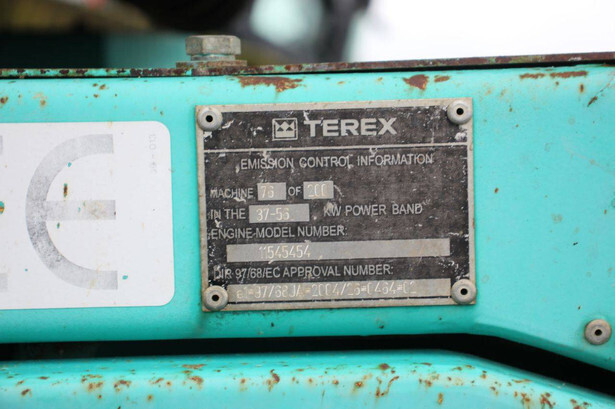 TEREX
EMISSION CONTROL INFORMATION
MACHINE 76 OF 200
IN THE 37-56 KW POWER BAND
ENGINE MODEL NUMBER:
11545454
DIR 97/68/EC APPROVAL NUMBER:
CE